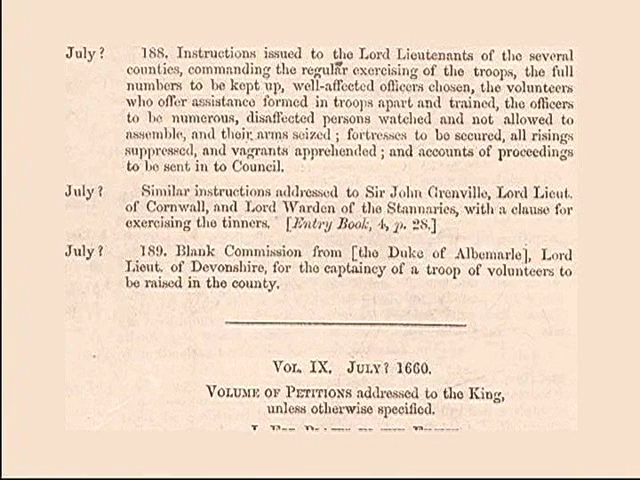 July ? 188. Instructions issued to the Lord Lieutenants of the several
counties, commanding the regular exercising of the troops, the full
numbers to be kept up, well-affected officers chosen, the volunteers
who offer assistance formed in troops apart and trained, the officers
to be numerous, disaffected persons watched and not allowed to
assemble, and their arms seized ; fortresses to be secured, all risings
suppressed, and vagrants apprehended ; and accounts of proceedings
to be sent in to Council.
July ? Similar instructions addressed to Sir John Grenville, Lord Lieut.
of Cornwall, and Lord Warden of the Stannaries, with a clause for
exercising the tinners. [Entry Book, 4, p. 28.]
July ? 189. Blank Commission from [the Duke of Albemarle], Lord
Lieut. of Devonshire, for the captaincy of a troop of volunteers to
be raised in the county.
VOL. IX. JULY? 1660.
VOLUME OF PETITIONS addressed to the King,
unless otherwise specified.